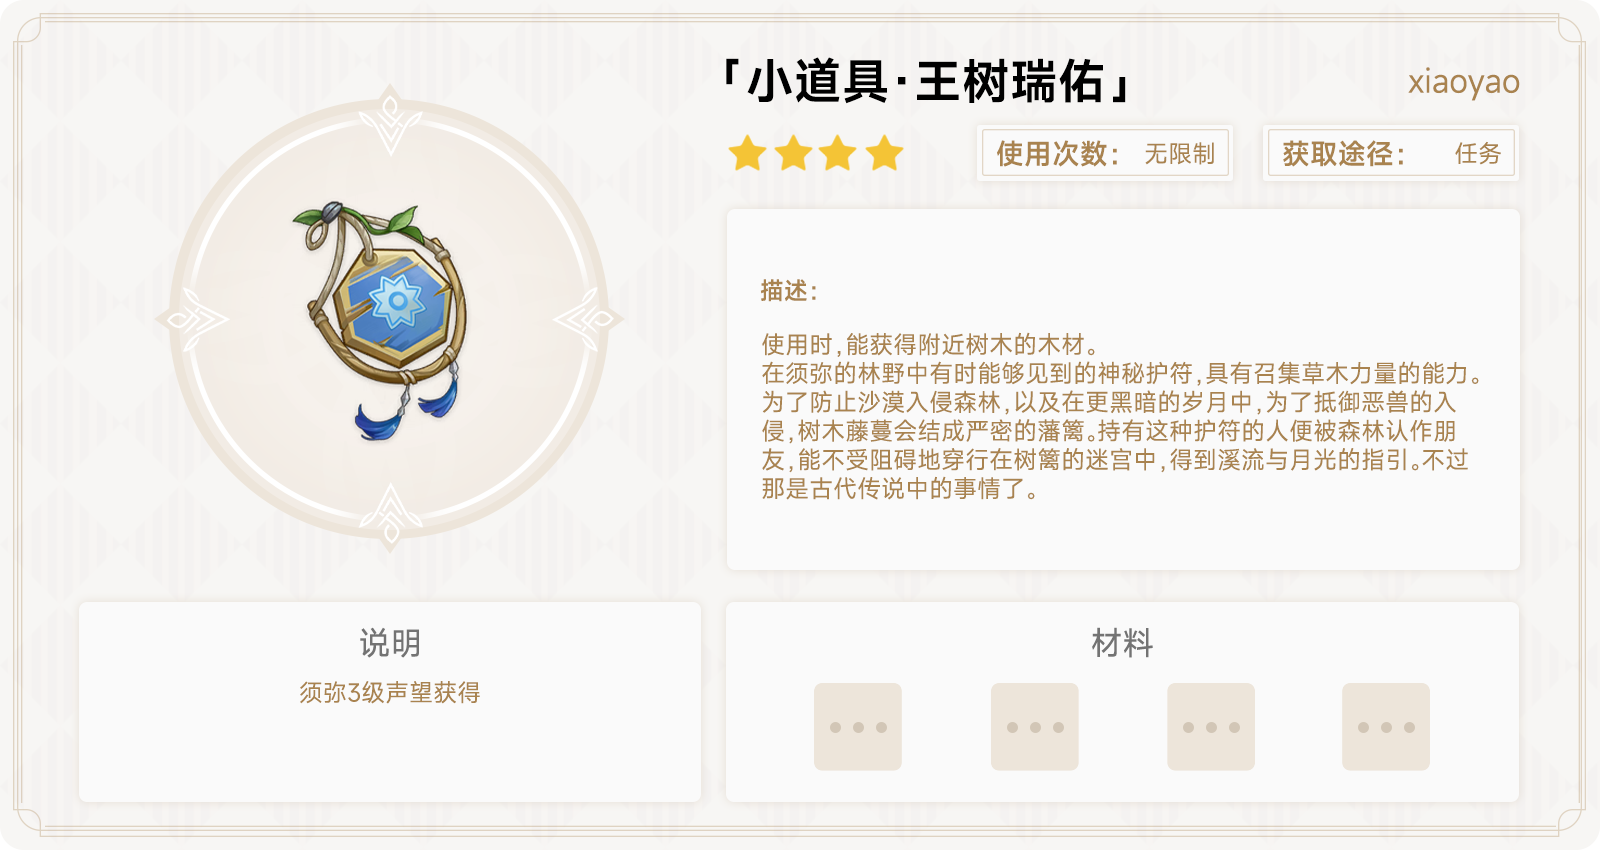 「小道具·王树瑞佑」
xiaoyao
使用次数： 无限制
获取途径： 任务
描述：
使用时，能获得附近树木的木材。
在须弥的林野中有时能够见到的神秘护符，具有召集草木力量的能力。
为了防止沙漠入侵森林，以及在更黑暗的岁月中，为了抵御恶兽的入
侵，树木藤蔓会结成严密的藩篱。持有这种护符的人便被森林认作朋
友，能不受阻碍地穿行在树篱的迷宫中，得到溪流与月光的指引。不过
那是古代传说中的事情了。
说明
须弥3级声望获得
材料